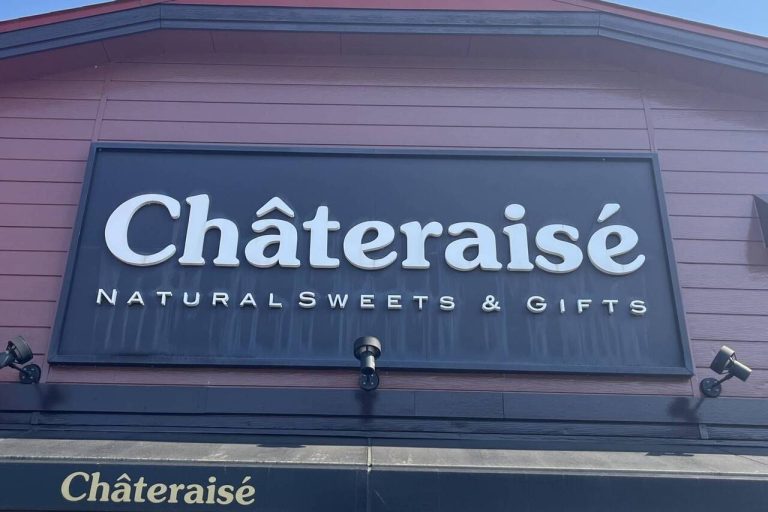 Châteraisé
NATURAL SWEETS & GIFTS
Châteraisé